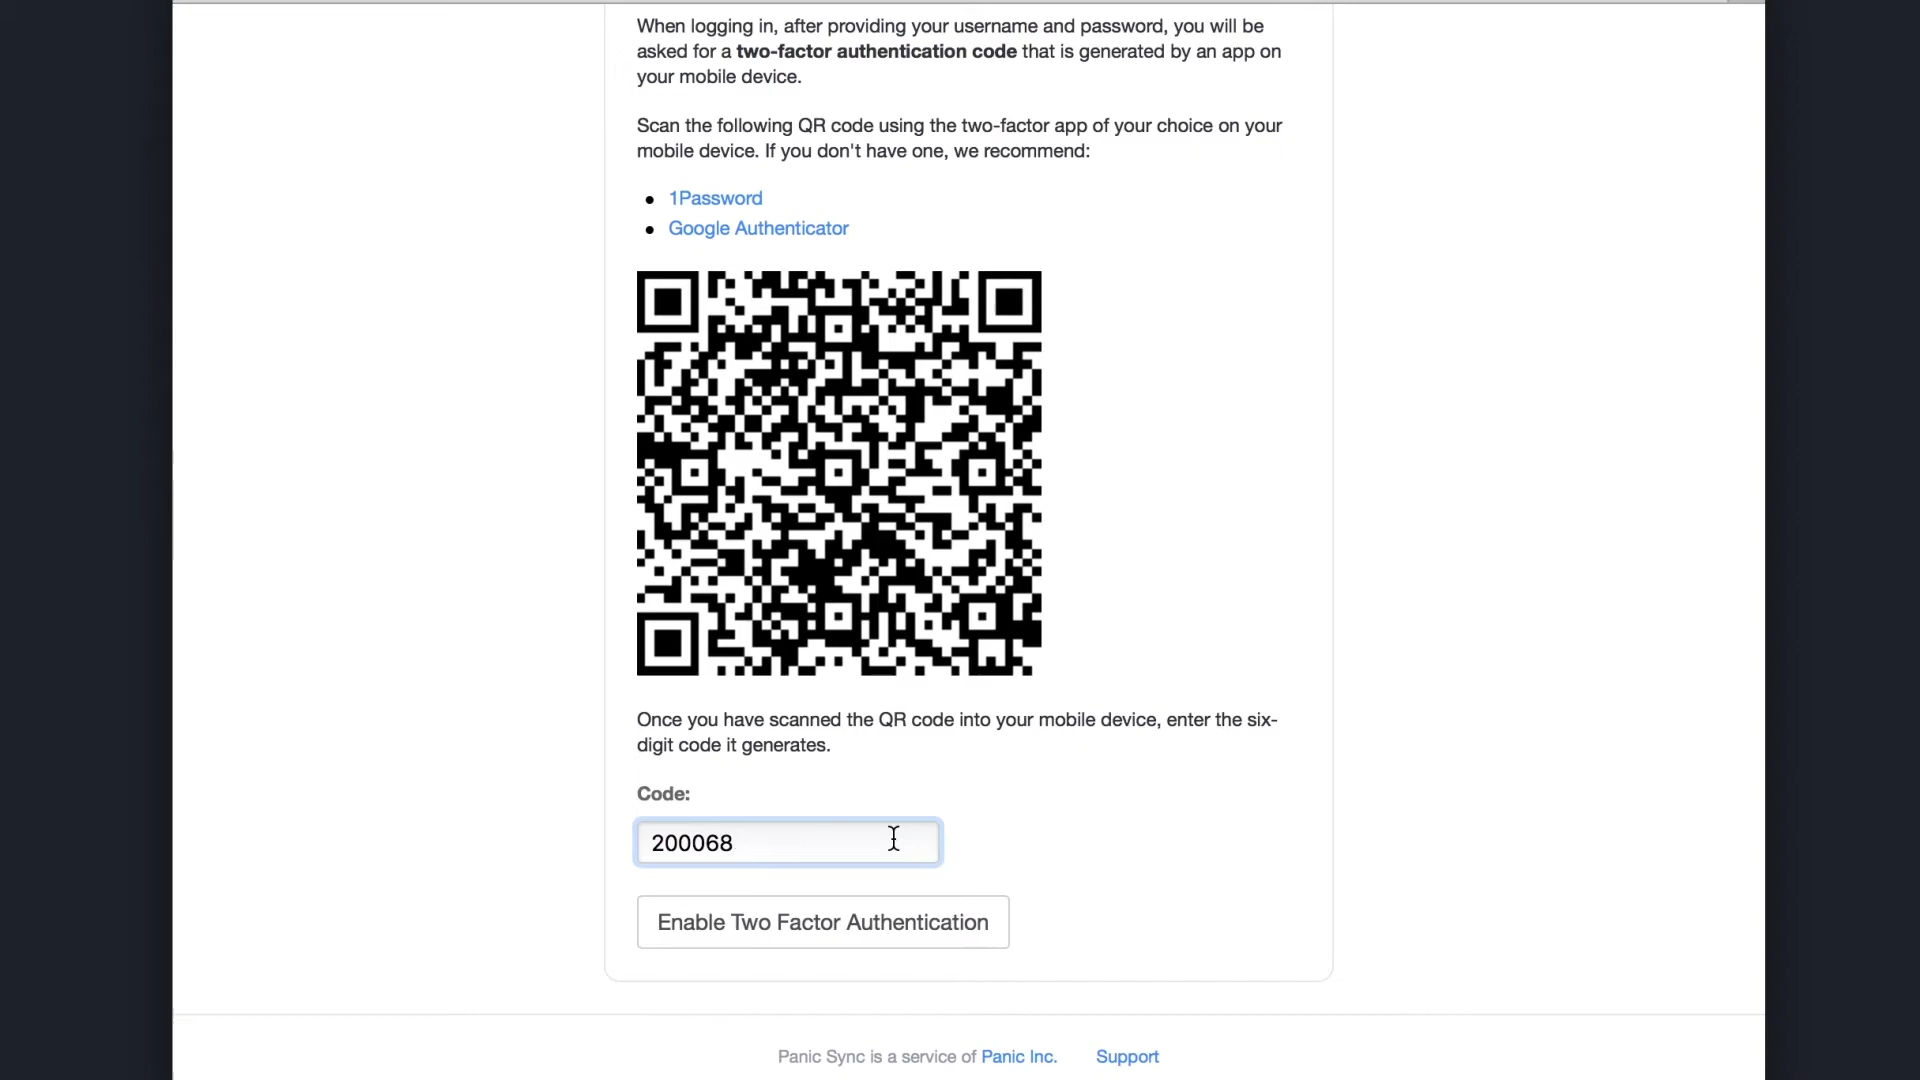 When logging in, after providing your username and password, you will be
asked for a two-factor authentication code that is generated by an app on
your mobile device.
Scan the following QR code using the two-factor app of your choice on your
mobile device. If you don't have one, we recommend:
1Password
Google Authenticator
Once you have scanned the QR code into your mobile device, enter the six-
digit code it generates.
Code:
200068
Enable Two Factor Authentication
Panic Sync is a service of Panic Inc. Support